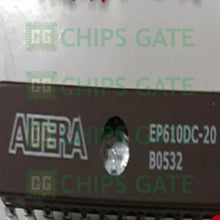 CHIPS GATE
ALTERA
EP610DC-20
B0532
CHIPS GATE
CHIPS GATE